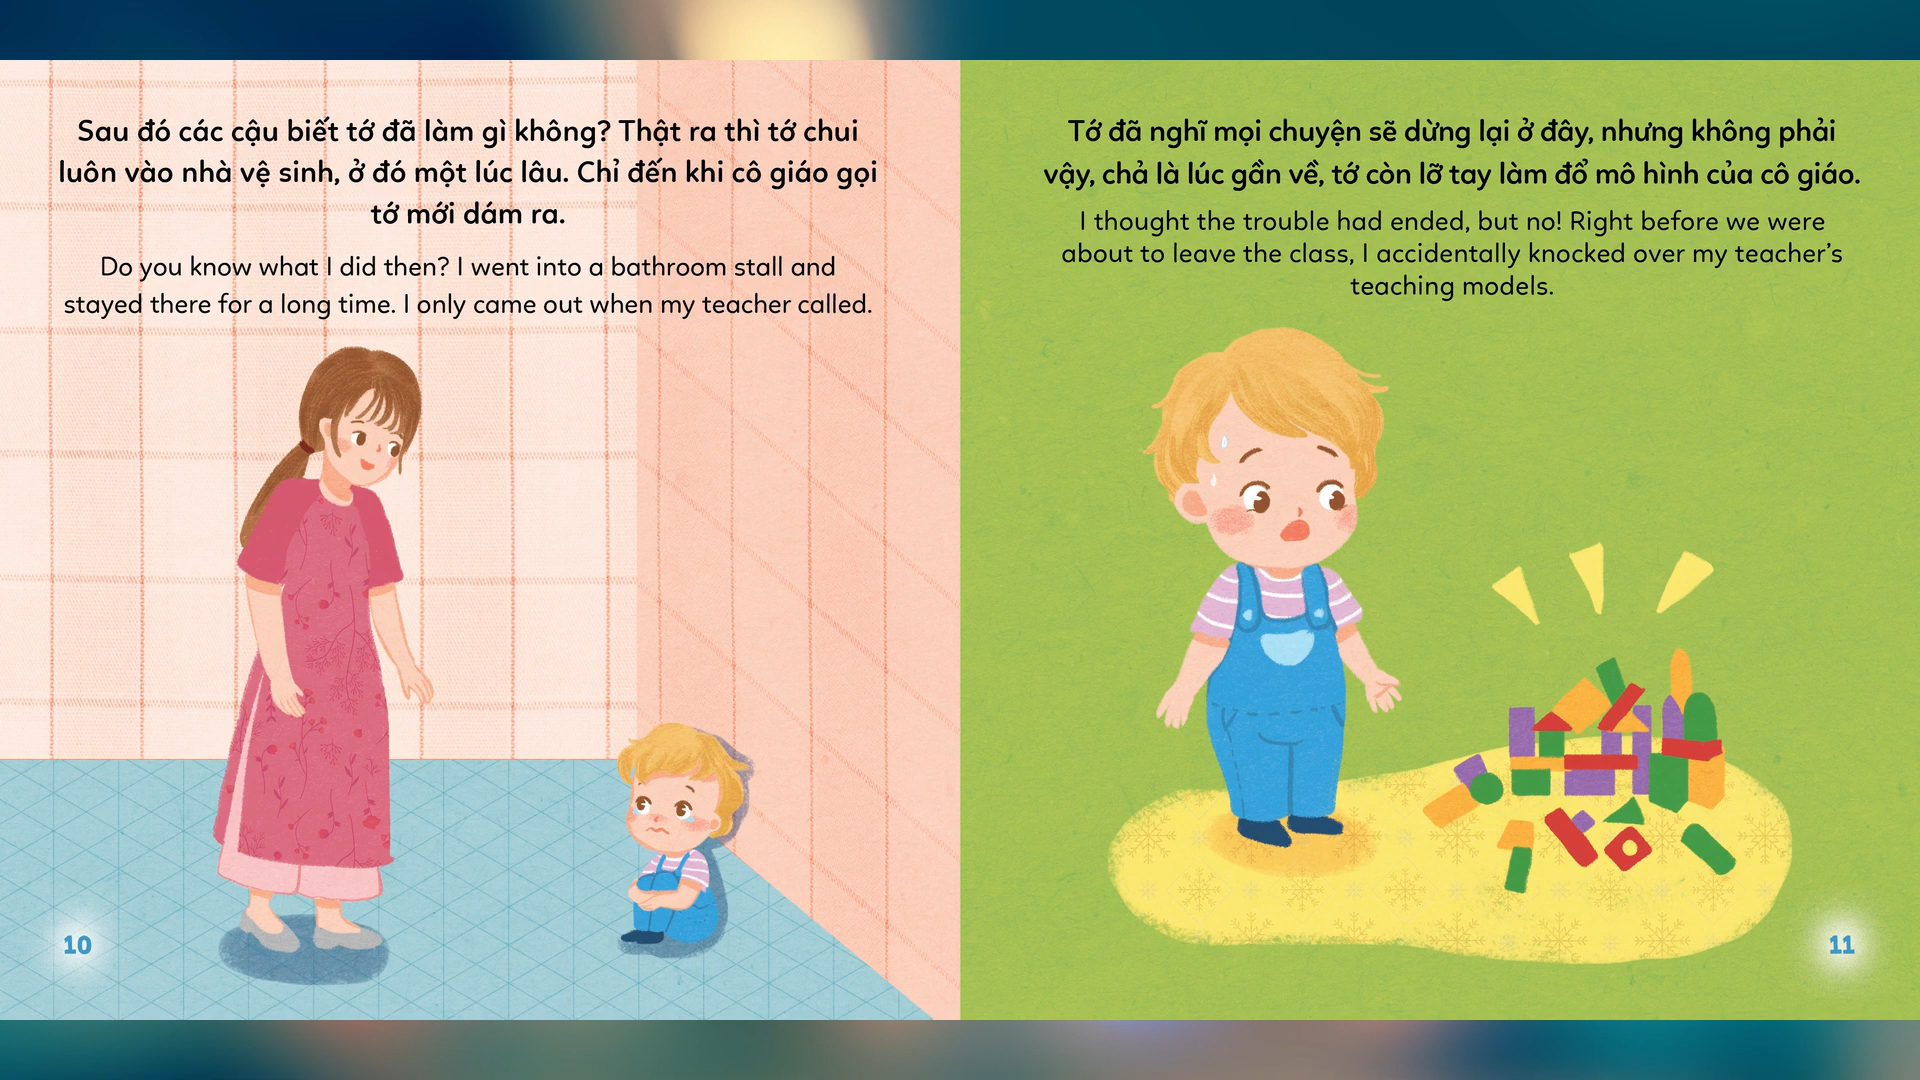 Sau đó các cậu biết tớ đã làm gì không? Thật ra thì tớ chui
luôn vào nhà vệ sinh, ở đó một lúc lâu. Chỉ đến khi cô giáo gọi
tớ mới dám ra.
Do you know what I did then? I went into a bathroom stall and
stayed there for a long time. I only came out when my teacher called.
10
Tớ đã nghĩ mọi chuyện sẽ dừng lại ở đây, nhưng không phải
vậy, chả là lúc gần về, tớ còn lỡ tay làm đổ mô hình của cô giáo.
I thought the trouble had ended, but no! Right before we were
about to leave the class, I accidentally knocked over my teacher’s
teaching models.
11